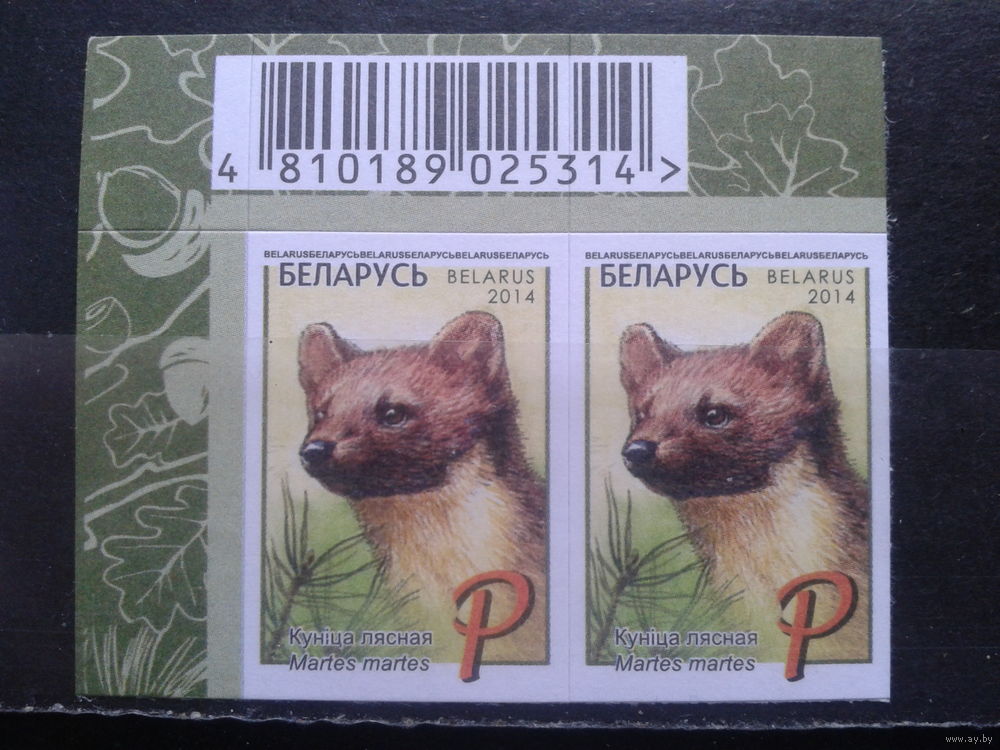 4 810189 025314 >
BELARUSБЕЛАРУСЬBELARUSБЕЛАРУСЬBELARUSБЕЛАРУСЬ
БЕЛАРУСЬ BELARUS
2014
Куніца лясная
Martes martes
P
BELARUSБЕЛАРУСЬBELARUSБЕЛАРУСЬBELARUSБЕЛАРУСЬ
БЕЛАРУСЬ BELARUS
2014
Куніца лясная
Martes martes
P
www.ay.by